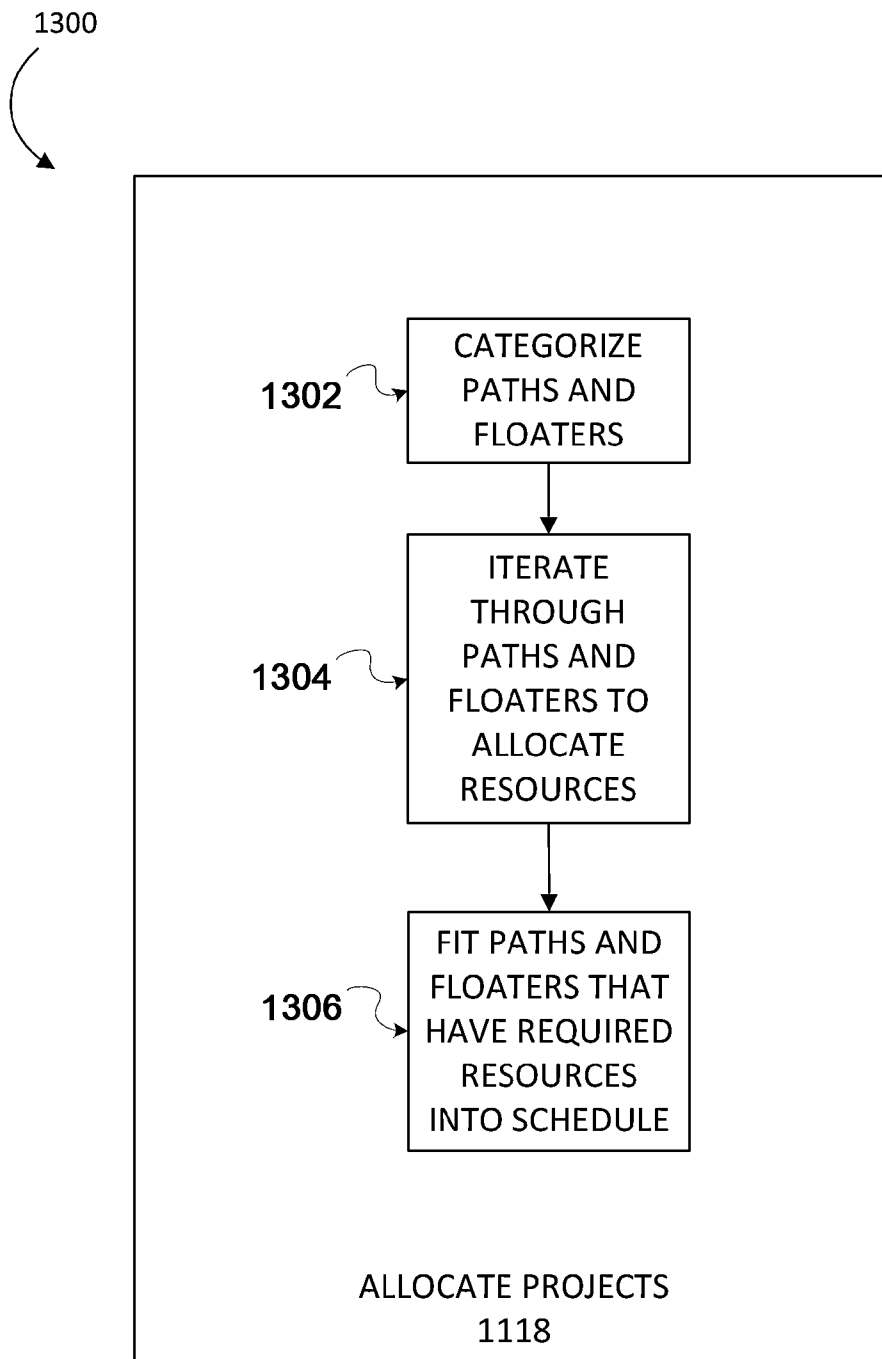 1300
CATEGORIZE
PATHS AND
FLOATERS
1302
ITERATE
THROUGH
PATHS AND
FLOATERS TO
ALLOCATE
RESOURCES
1304
FIT PATHS AND
FLOATERS THAT
HAVE REQUIRED
RESOURCES
INTO SCHEDULE
1306
ALLOCATE PROJECTS
1118